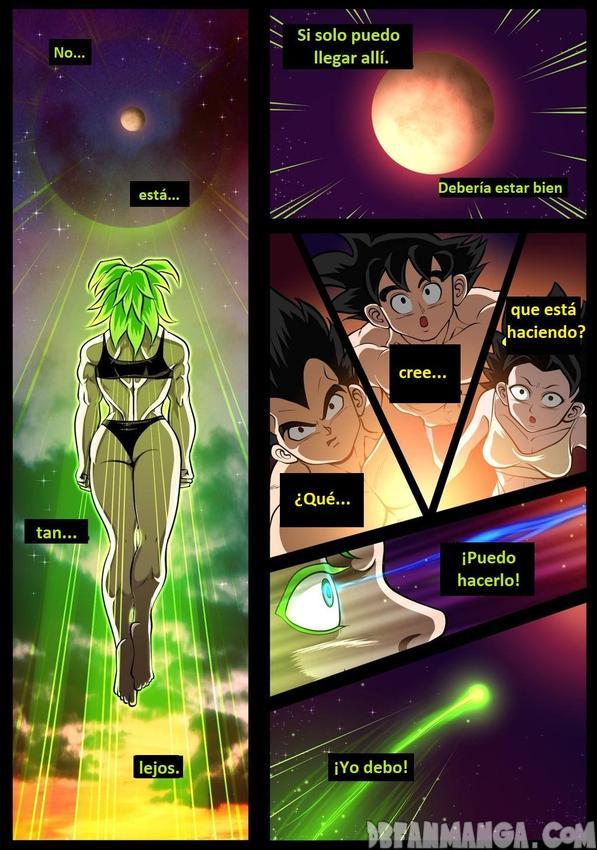 No...
está...
tan...
lejos.
Si solo puedo
llegar allí.
Debería estar bien
¿Qué...
cree...
que está
haciendo?
¡Puedo
hacerlo!
¡Yo debo!
DBFANMANGA.COM